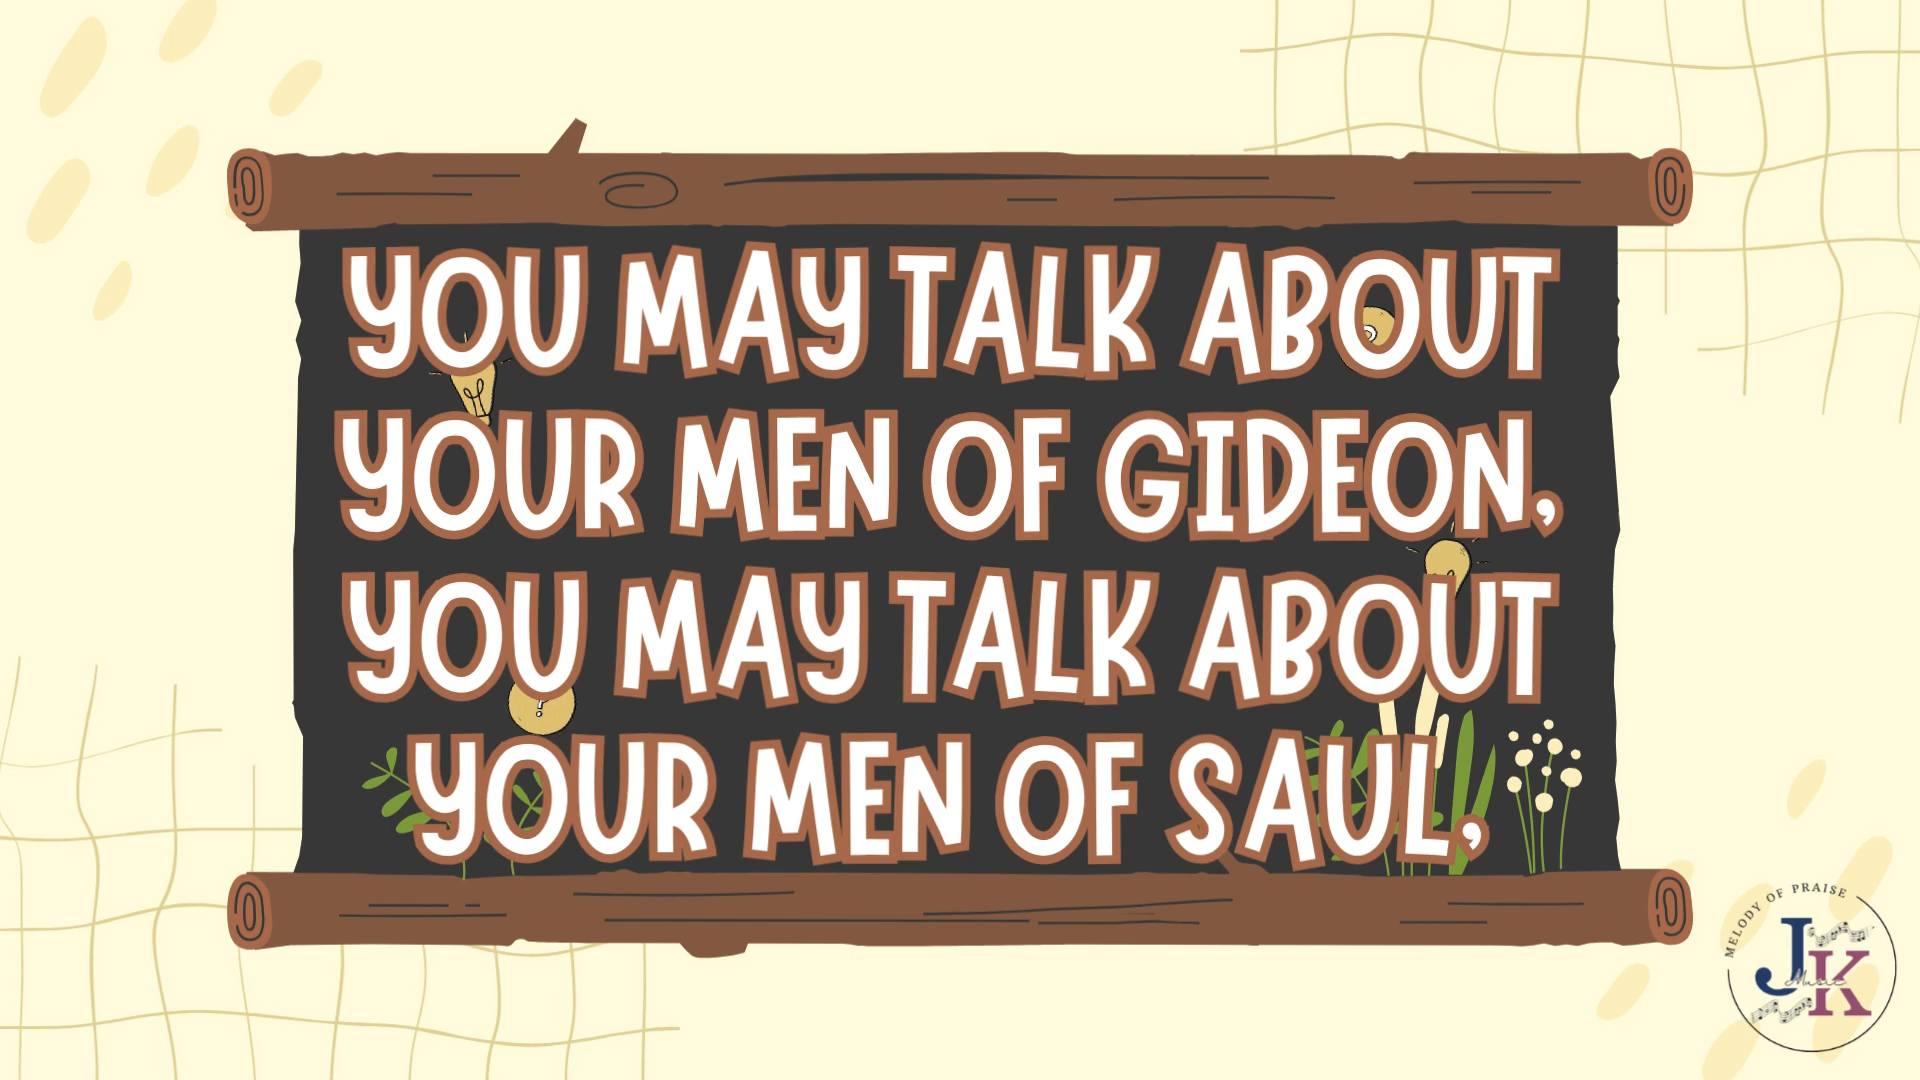 YOU MAY TALK ABOUT
YOUR MEN OF GIDEON,
YOU MAY TALK ABOUT
YOUR MEN OF SAUL,
MELODY OF PRAISE
JK
Music